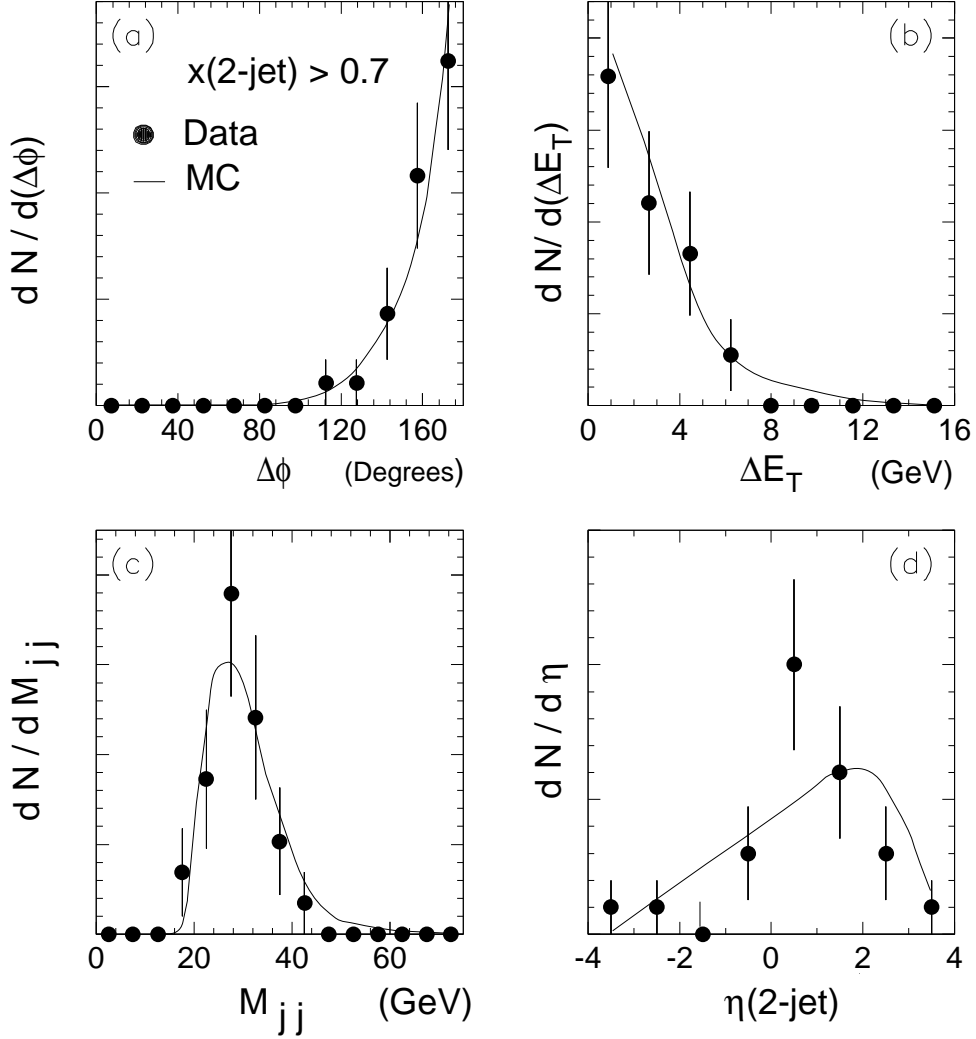 (a)
x(2-jet) > 0.7
Data
MC
d N / d(Δϕ)
0 40 80 120 160
Δϕ (Degrees)
(b)
d N/ d(ΔE_T)
0 4 8 12 16
ΔE_T (GeV)
(c)
d N / d M_jj
0 20 40 60
M_jj (GeV)
(d)
d N / d η
-4 -2 0 2 4
η(2-jet)